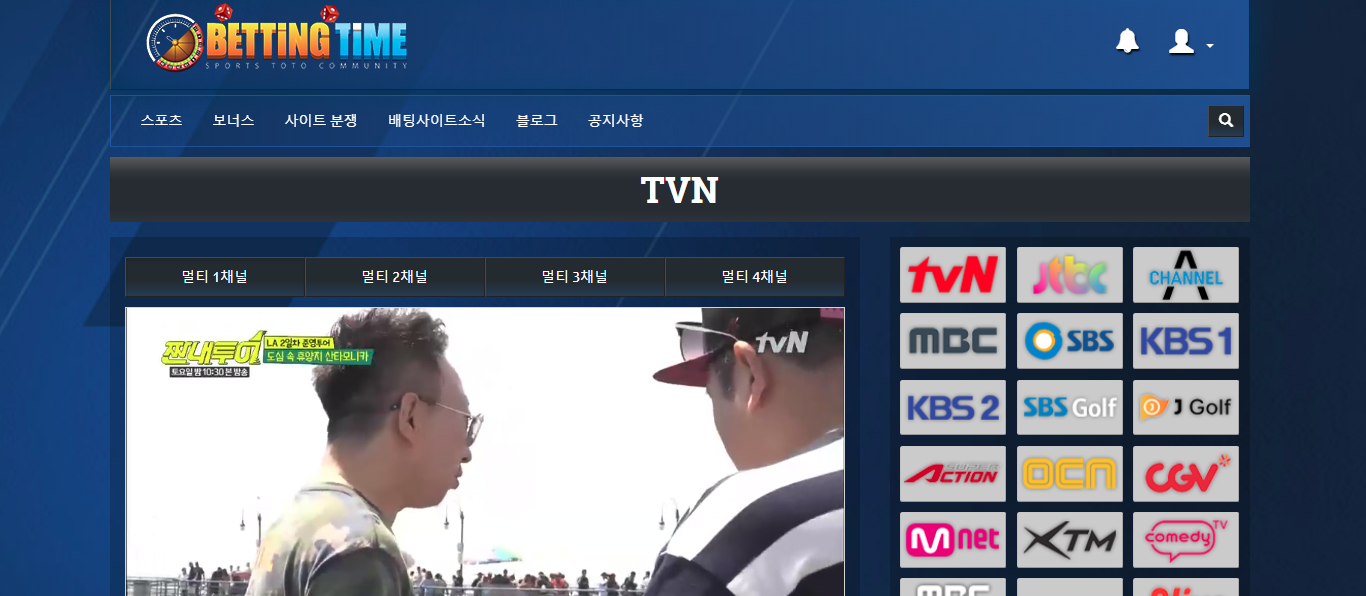 BETTiNG TiME
SPORTS TOTO COMMUNITY
스포츠 보너스 사이트 분쟁 배팅사이트소식 블로그 공지사항
TVN
멀티 1채널 멀티 2채널 멀티 3채널 멀티 4채널
짠내투어
LA 2일차 준영투어
도심 속 휴양지 산타모니카
토요일 밤 10:30 본 방송
tvN
tvN jtbc CHANNEL A
MBC SBS KBS 1
KBS 2 SBS Golf J Golf
ACTION OCN CGV
Mnet XTM comedy TV
MBC